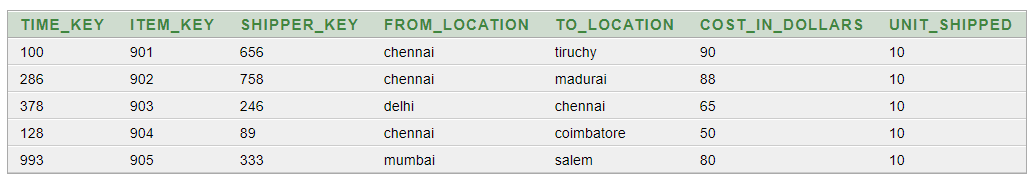 TIME_KEY ITEM_KEY SHIPPER_KEY FROM_LOCATION TO_LOCATION COST_IN_DOLLARS UNIT_SHIPPED
100 901 656 chennai tiruchy 90 10
286 902 758 chennai madurai 88 10
378 903 246 delhi chennai 65 10
128 904 89 chennai coimbatore 50 10
993 905 333 mumbai salem 80 10